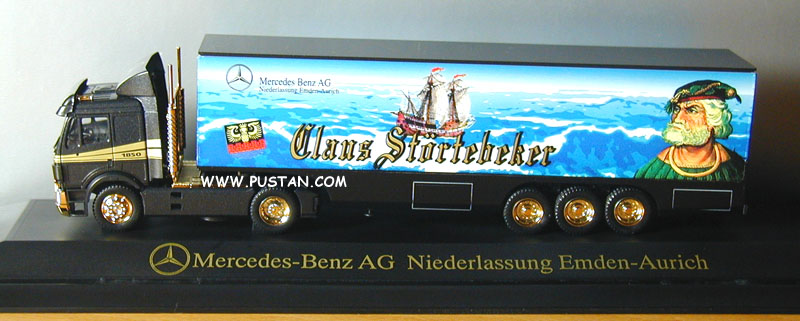 Mercedes Benz AG
Niederlassung Emden-Aurich
Claus Störtebeker
1850
WWW.PUSTAN.COM
Mercedes-Benz AG Niederlassung Emden-Aurich